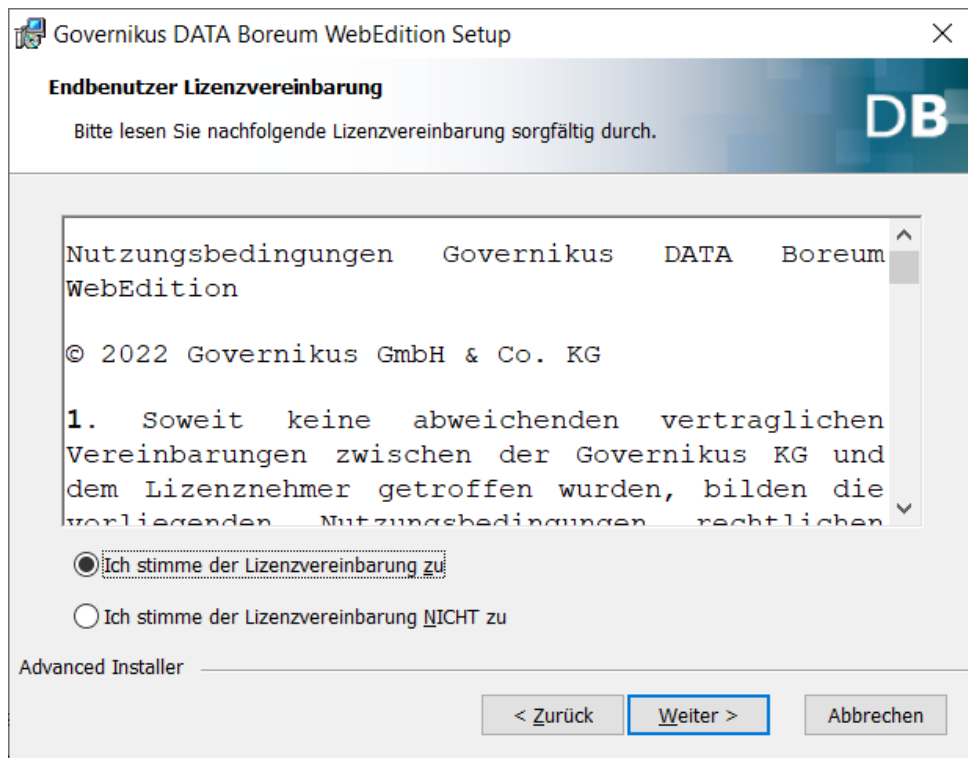 Governikus DATA Boreum WebEdition Setup
Endbenutzer Lizenzvereinbarung
Bitte lesen Sie nachfolgende Lizenzvereinbarung sorgfältig durch.
DB
Nutzungsbedingungen Governikus DATA Boreum
WebEdition
© 2022 Governikus GmbH & Co. KG
1. Soweit keine abweichenden vertraglichen
Vereinbarungen zwischen der Governikus KG und
dem Lizenznehmer getroffen wurden, bilden die
vorliegenden Nutzungsbedingungen rechtlichen
Ich stimme der Lizenzvereinbarung zu
Ich stimme der Lizenzvereinbarung NICHT zu
Advanced Installer
< Zurück
Weiter >
Abbrechen